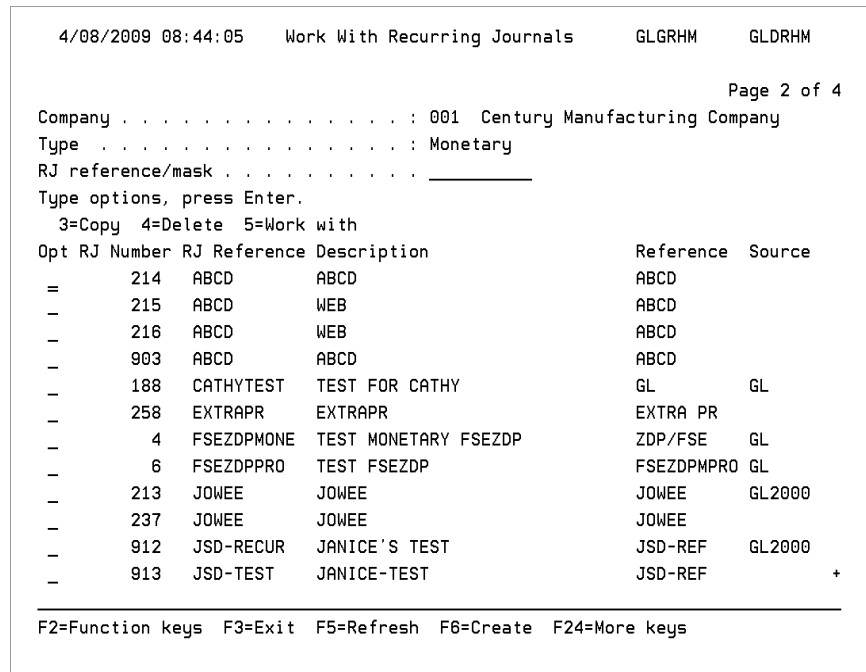 4/08/2009 08:44:05    Work With Recurring Journals      GLGRHM     GLDRHM
Page 2 of 4
Company . . . . . . . . . . . . . . : 001  Century Manufacturing Company
Type  . . . . . . . . . . . . . . . : Monetary
RJ reference/mask . . . . . . . . . . __________
Type options, press Enter.
3=Copy  4=Delete  5=Work with
Opt RJ Number RJ Reference Description                    Reference  Source
_        214   ABCD        ABCD                           ABCD
_        215   ABCD        WEB                            ABCD
_        216   ABCD        WEB                            ABCD
_        903   ABCD        ABCD                           ABCD
_        188   CATHYTEST   TEST FOR CATHY                 GL         GL
_        258   EXTRAPR     EXTRAPR                        EXTRA PR
_          4   FSEZDPMONE  TEST MONETARY FSEZDP           ZDP/FSE    GL
_          6   FSEZDPPRO   TEST FSEZDP                    FSEZDPMPRO GL
_        213   JOWEE       JOWEE                          JOWEE      GL2000
_        237   JOWEE       JOWEE                          JOWEE
_        912   JSD-RECUR   JANICE'S TEST                  JSD-REF    GL2000
_        913   JSD-TEST    JANICE-TEST                    JSD-REF            +
F2=Function keys  F3=Exit  F5=Refresh  F6=Create  F24=More keys